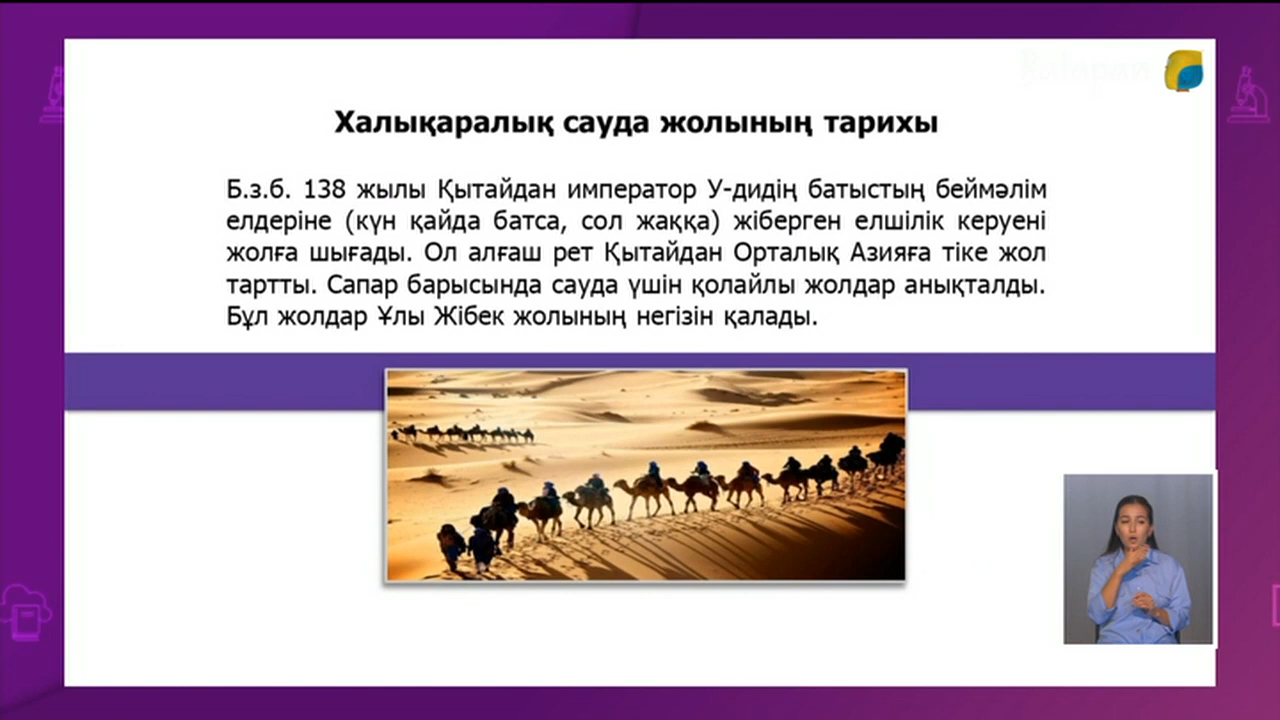 Халықаралық сауда жолының тарихы
Б.з.б. 138 жылы Қытайдан император У-дидің батыстың беймәлім
елдеріне (күн қайда батса, сол жаққа) жіберген елшілік керуені
жолға шығады. Ол алғаш рет Қытайдан Орталық Азияға тіке жол
тартты. Сапар барысында сауда үшін қолайлы жолдар анықталды.
Бұл жолдар Ұлы Жібек жолының негізін қалады.